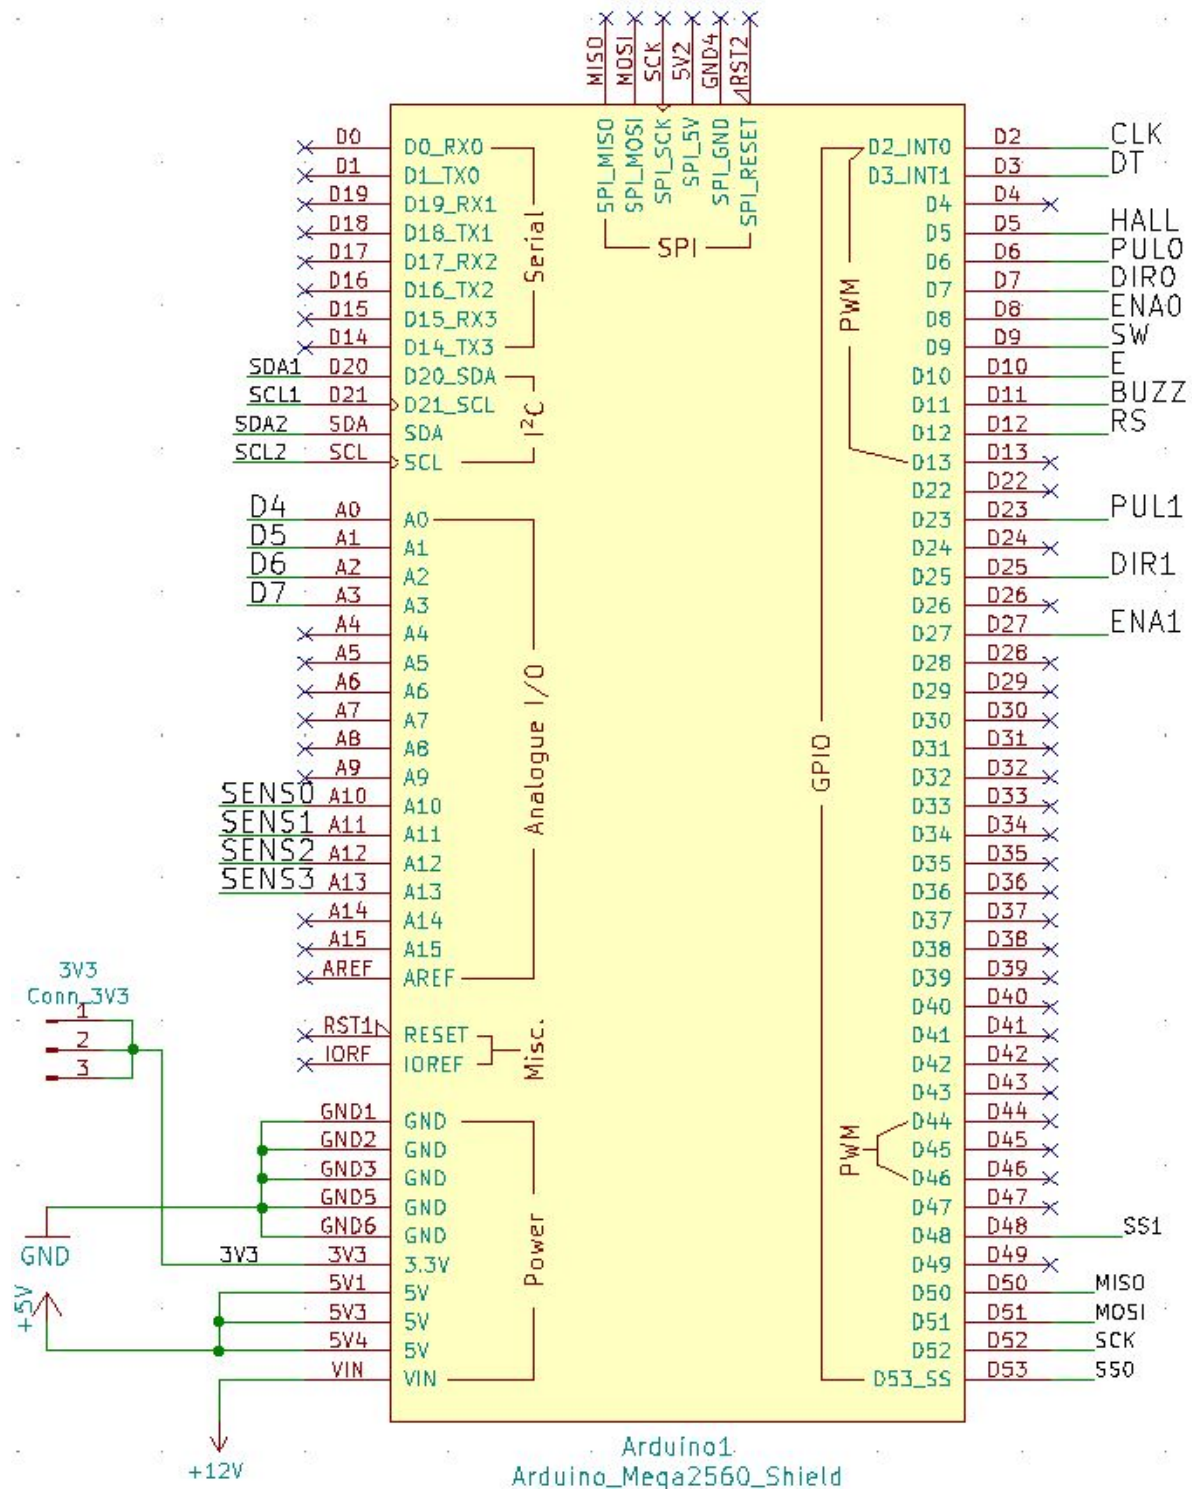 MISO MOSI SCK 5V2 GND4 RST2
SPI_MISO SPI_MOSI SPI_SCK SPI_5V SPI_GND SPI_RESET
SPI
D0 D0_RX0 D2_INT0 D2 CLK
D1 D1_TX0 D3_INT1 D3 DT
D19 D19_RX1 D4 D4
D18 D18_TX1 D5 D5 HALL
D17 D17_RX2 D6 D6 PUL0
D16 D16_TX2 D7 D7 DIR0
D15 D15_RX3 D8 D8 ENA0
D14 D14_TX3 D9 D9 SW
Serial
PWM
SDA1 D20 D20_SDA D10 D10 E
SCL1 D21 D21_SCL D11 D11 BUZZ
SDA2 SDA SDA D12 D12 RS
SCL2 SCL SCL D13 D13
I²C
D22 D22
D4 A0 A0 D23 D23 PUL1
D5 A1 A1 D24 D24
D6 A2 A2 D25 D25 DIR1
D7 A3 A3 D26 D26
A4 A4 D27 D27 ENA1
A5 A5 D28 D28
A6 A6 D29 D29
A7 A7 D30 D30
A8 A8 D31 D31
A9 A9 D32 D32
SENS0 A10 A10 D33 D33
SENS1 A11 A11 D34 D34
SENS2 A12 A12 D35 D35
SENS3 A13 A13 D36 D36
A14 A14 D37 D37
A15 A15 D38 D38
AREF AREF D39 D39
Analogue I/O
GPIO
3V3
Conn_3V3
1
2
3
D40 D40
RST1 RESET D41 D41
IORF IOREF D42 D42
Misc.
D43 D43
GND1 GND D44 D44
GND2 GND D45 D45
GND3 GND D46 D46
PWM
GND5 GND D47 D47
GND6 GND D48 D48 SS1
GND
3V3 3V3 3.3V D49 D49
5V1 5V D50 D50 MISO
5V3 5V D51 D51 MOSI
5V4 5V D52 D52 SCK
VIN VIN D53_SS D53 SS0
Power
+5V
+12V
Arduino1
Arduino_Mega2560_Shield